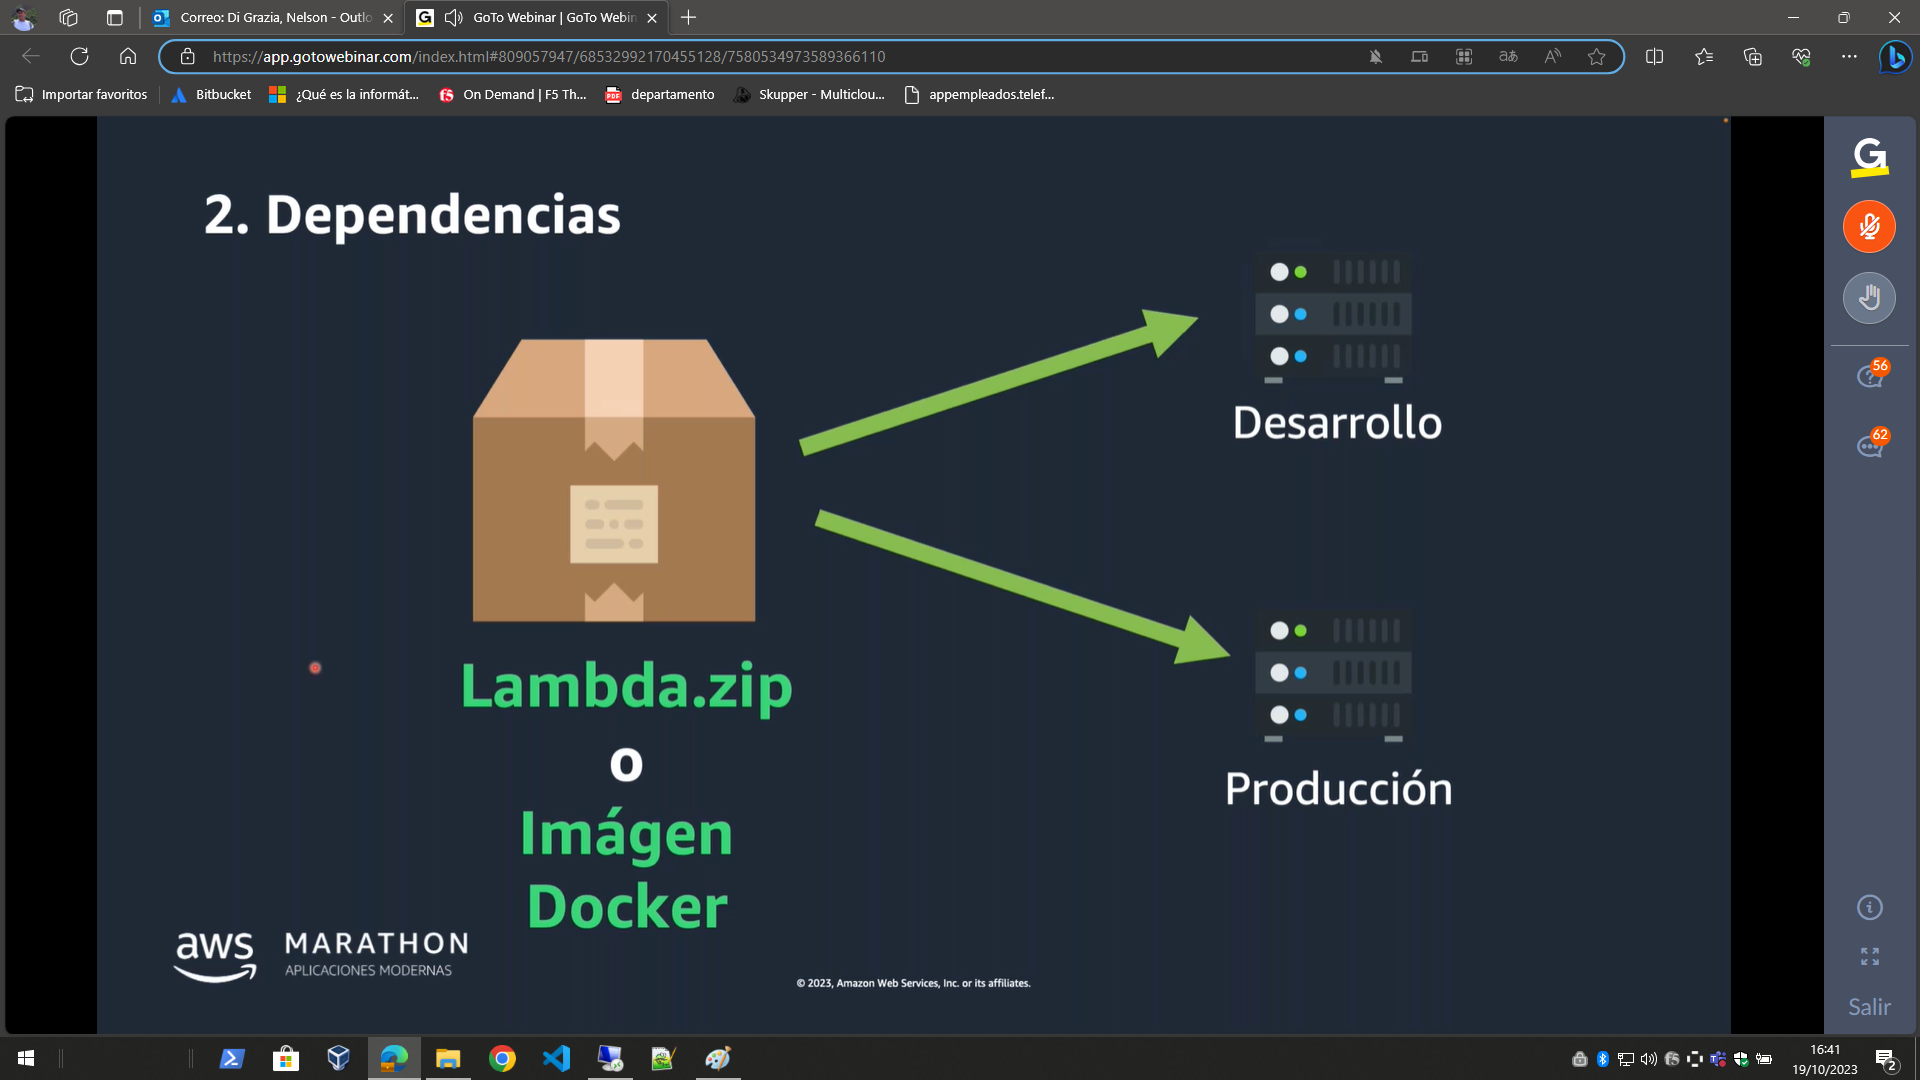 Correo: Di Grazia, Nelson - Outlo
GoTo Webinar | GoTo Webin
https://app.gotowebinar.com/index.html#809057947/68532992170455128/7580534973589366110
Importar favoritos
Bitbucket
¿Qué es la informát...
On Demand | F5 Th...
departamento
Skupper - Multiclou...
appempleados.telef...
2. Dependencias
Desarrollo
Lambda.zip
o
Imágen
Docker
Producción
aws
MARATHON
APLICACIONES MODERNAS
© 2023, Amazon Web Services, Inc. or its affiliates.
G
56
62
Salir
16:41
19/10/2023
2